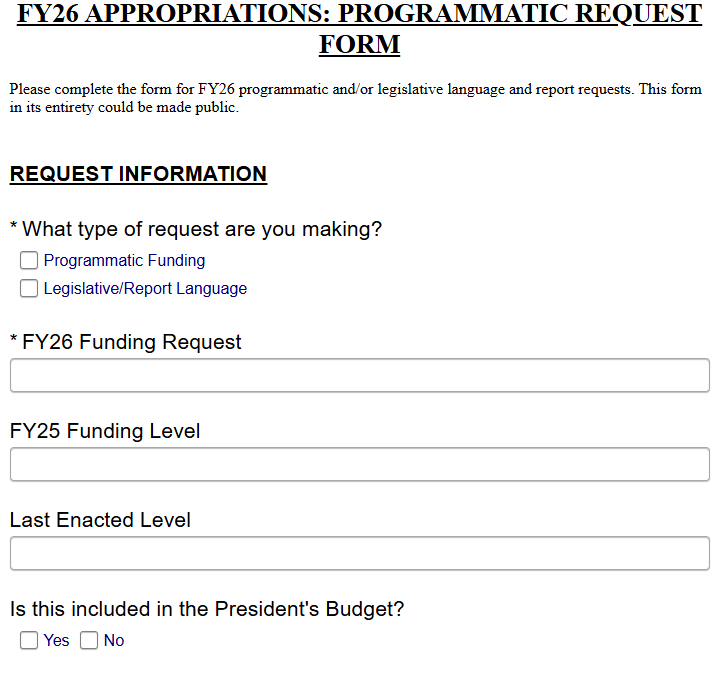 FY26 APPROPRIATIONS: PROGRAMMATIC REQUEST
FORM
Please complete the form for FY26 programmatic and/or legislative language and report requests. This form
in its entirety could be made public.
REQUEST INFORMATION
* What type of request are you making?
Programmatic Funding
Legislative/Report Language
* FY26 Funding Request
FY25 Funding Level
Last Enacted Level
Is this included in the President's Budget?
Yes No